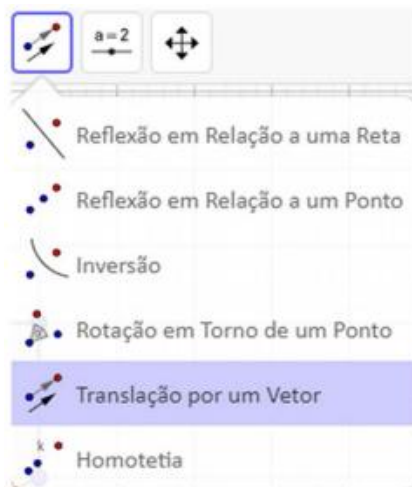 a=2
Reflexão em Relação a uma Reta
Reflexão em Relação a um Ponto
Inversão
Rotação em Torno de um Ponto
Translação por um Vetor
k
Homotetia